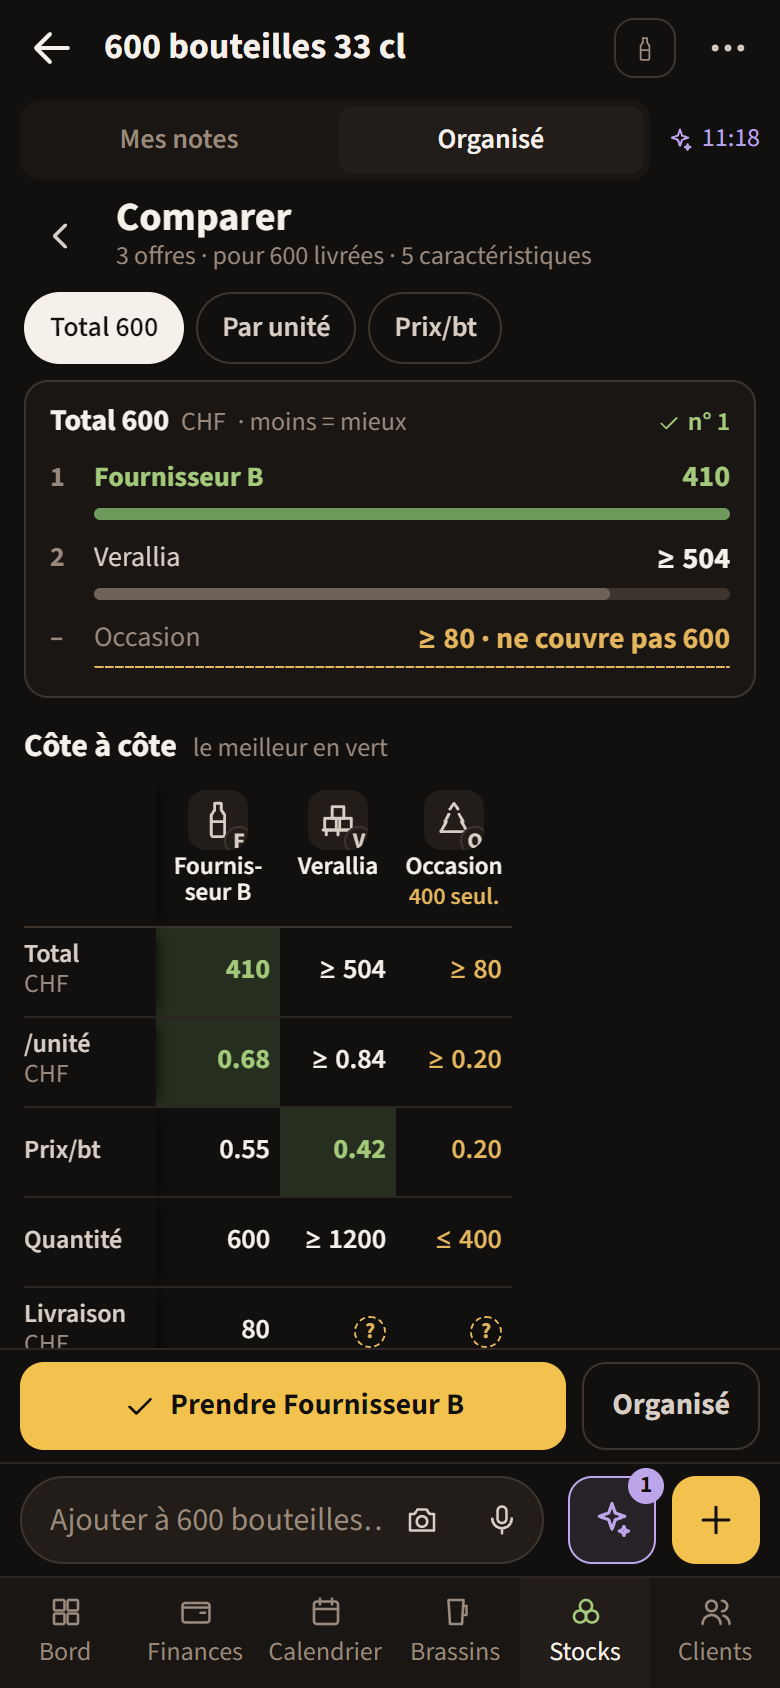 600 bouteilles 33 cl
Mes notes
Organisé
11:18
Comparer
3 offres · pour 600 livrées · 5 caractéristiques
Total 600
Par unité
Prix/bt
Total 600 CHF · moins = mieux
n° 1
1 Fournisseur B 410
2 Verallia ≥ 504
– Occasion ≥ 80 · ne couvre pas 600
Côte à côte le meilleur en vert
F V O
Fournis-
seur B
Verallia
Occasion
400 seul.
Total
CHF
410 ≥ 504 ≥ 80
/unité
CHF
0.68 ≥ 0.84 ≥ 0.20
Prix/bt 0.55 0.42 0.20
Quantité 600 ≥ 1200 ≤ 400
Livraison
CHF
80 ? ?
Prendre Fournisseur B
Organisé
Ajouter à 600 bouteilles…
1
Bord
Finances
Calendrier
Brassins
Stocks
Clients